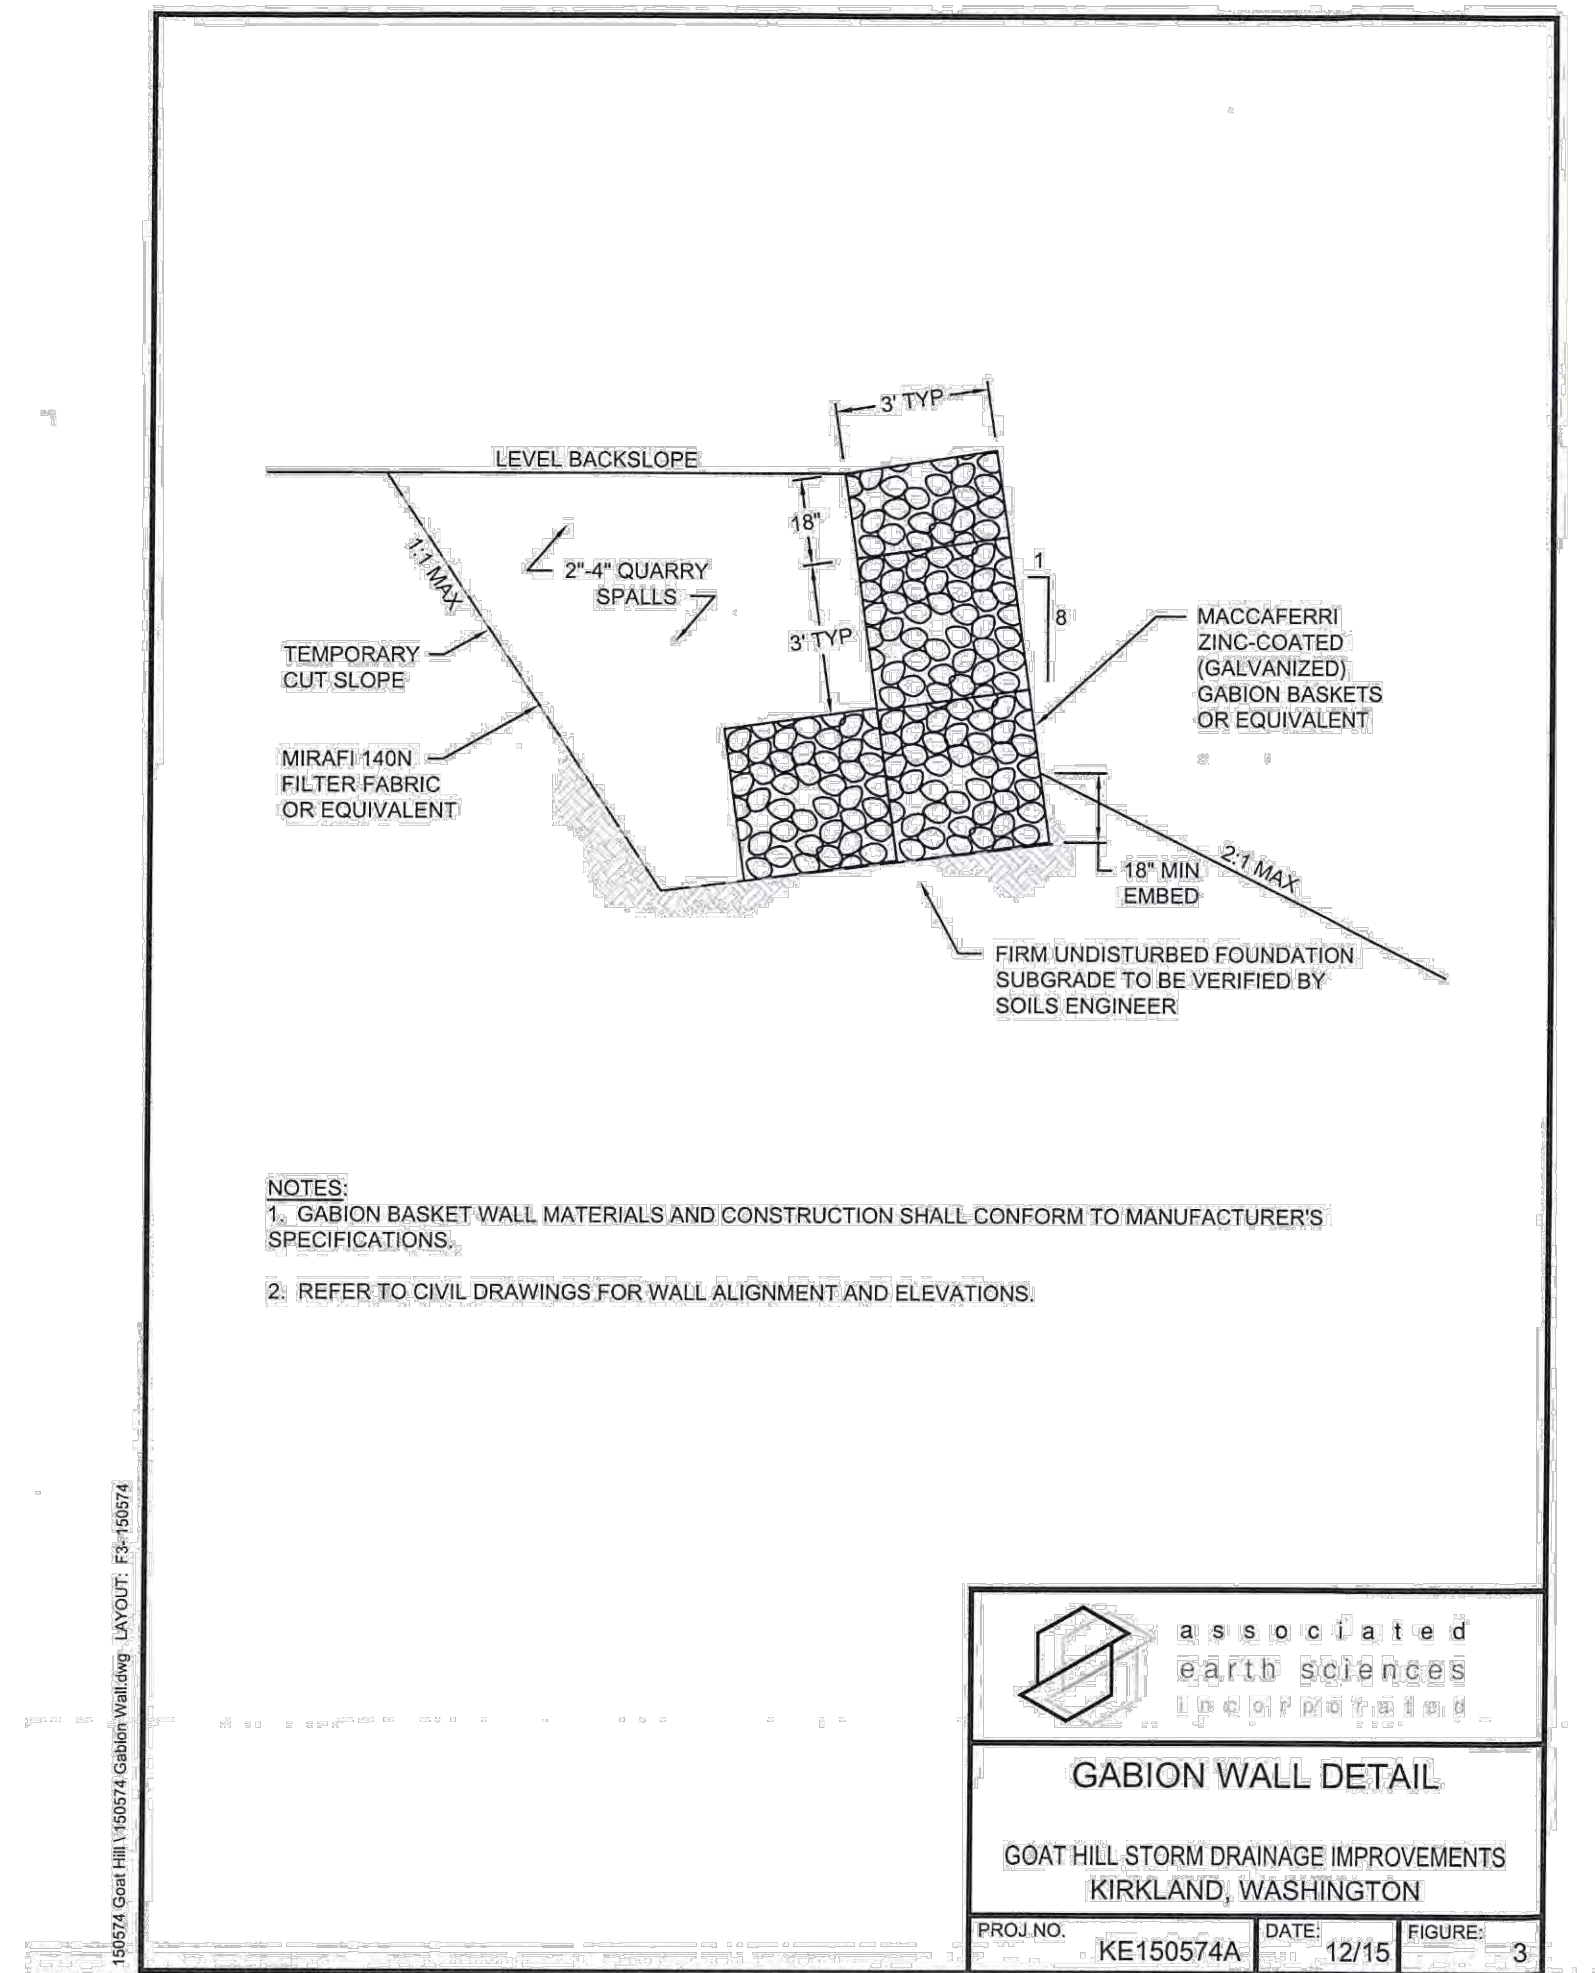 3' TYP
LEVEL BACKSLOPE
18"
1:1 MAX
2"-4" QUARRY
SPALLS
1
8
3' TYP
MACCAFERRI
ZINC-COATED
(GALVANIZED)
GABION BASKETS
OR EQUIVALENT
TEMPORARY
CUT SLOPE
MIRAFI 140N
FILTER FABRIC
OR EQUIVALENT
2:1 MAX
18" MIN
EMBED
FIRM UNDISTURBED FOUNDATION
SUBGRADE TO BE VERIFIED BY
SOILS ENGINEER
NOTES:
1. GABION BASKET WALL MATERIALS AND CONSTRUCTION SHALL CONFORM TO MANUFACTURER'S
SPECIFICATIONS.
2. REFER TO CIVIL DRAWINGS FOR WALL ALIGNMENT AND ELEVATIONS.
150574 Goat Hill \ 150574 Gabion Wall.dwg LAYOUT: F3-150574
associated
earth sciences
incorporated
GABION WALL DETAIL
GOAT HILL STORM DRAINAGE IMPROVEMENTS
KIRKLAND, WASHINGTON
PROJ.NO. KE150574A
DATE: 12/15
FIGURE: 3